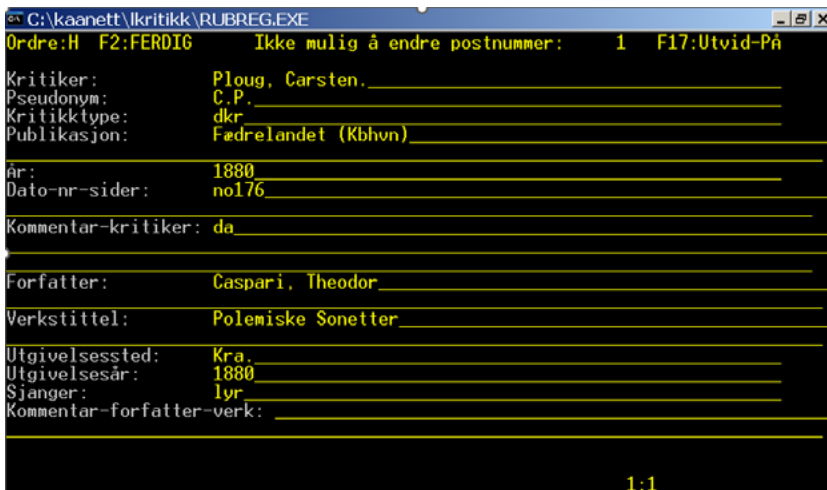 C:\kaanett\lkritikk\RUBREG.EXE
Ordre:H F2:FERDIG Ikke mulig å endre postnummer: 1 F17:Utvid-På
Kritiker: Ploug, Carsten.
Pseudonym: C.P.
Kritikktype: dkr
Publikasjon: Fædrelandet (Kbhvn)
År: 1880
Dato-nr-sider: no176
Kommentar-kritiker: da
Forfatter: Caspari, Theodor
Verkstittel: Polemiske Sonetter
Utgivelsessted: Kra.
Utgivelsesår: 1880
Sjanger: lyr
Kommentar-forfatter-verk:
1:1